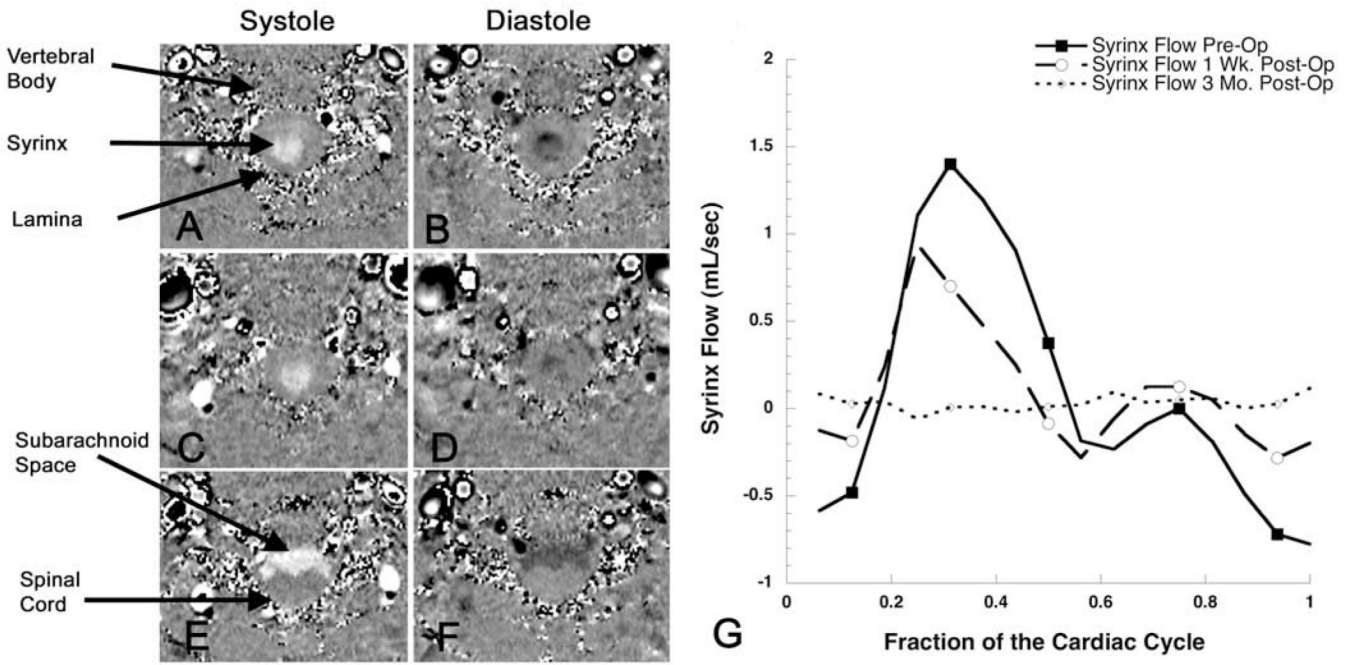 Systole
Diastole
Vertebral
Body
Syrinx
Lamina
Subarachnoid
Space
Spinal
Cord
A
B
C
D
E
F
Syrinx Flow Pre-Op
Syrinx Flow 1 Wk. Post-Op
Syrinx Flow 3 Mo. Post-Op
2
1.5
1
0.5
0
-0.5
-1
Syrinx Flow (mL/sec)
0
0.2
0.4
0.6
0.8
1
G
Fraction of the Cardiac Cycle